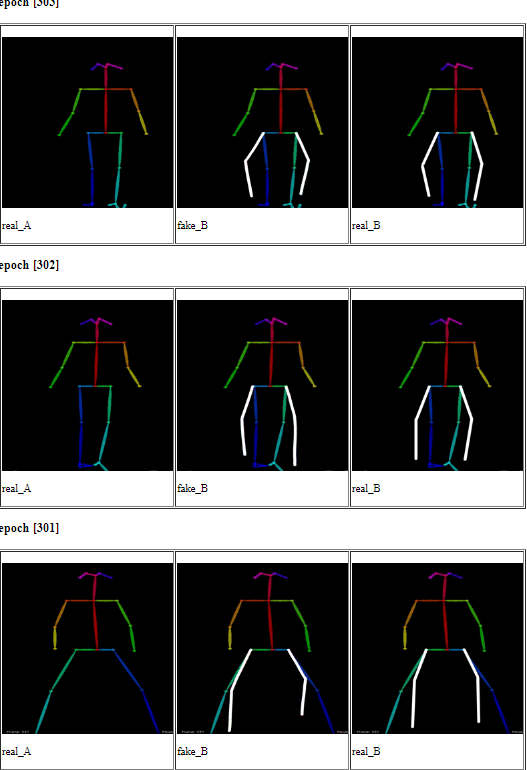 epoch [303]
real_A
fake_B
real_B
epoch [302]
real_A
fake_B
real_B
epoch [301]
real_A
fake_B
real_B